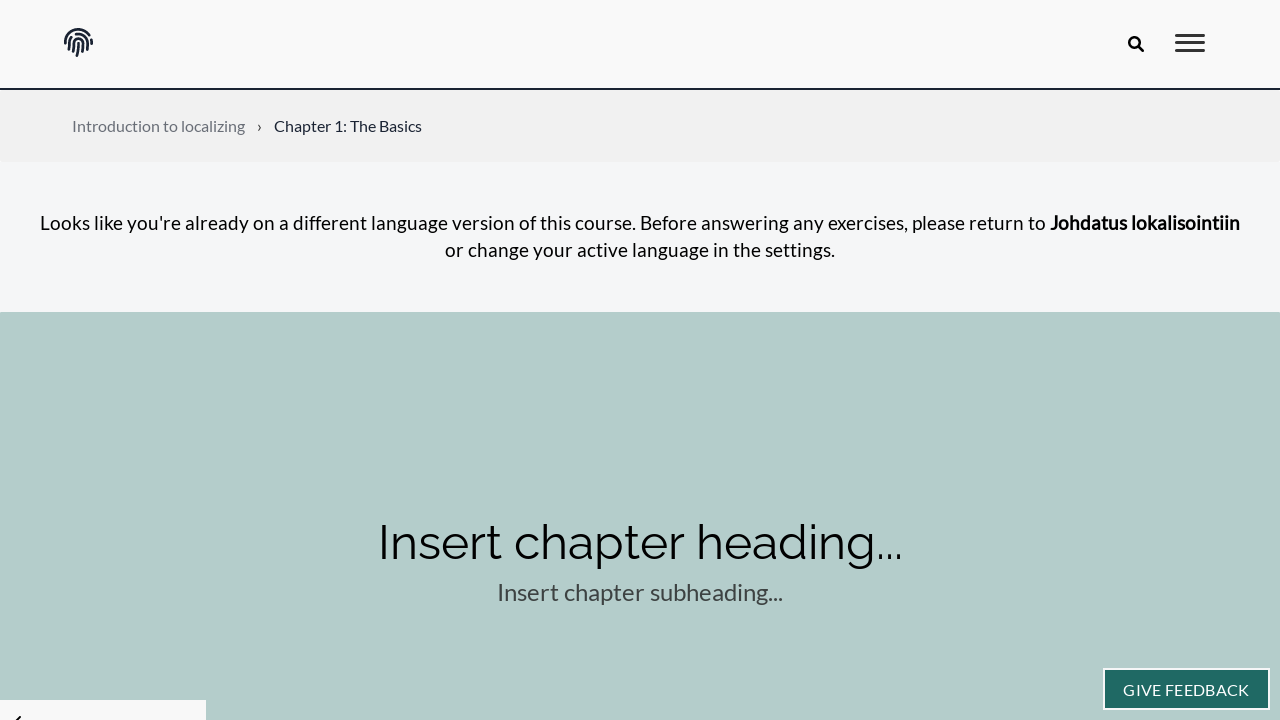 Introduction to localizing › Chapter 1: The Basics
Looks like you're already on a different language version of this course. Before answering any exercises, please return to Johdatus lokalisointiin
or change your active language in the settings.
Insert chapter heading...
Insert chapter subheading...
GIVE FEEDBACK